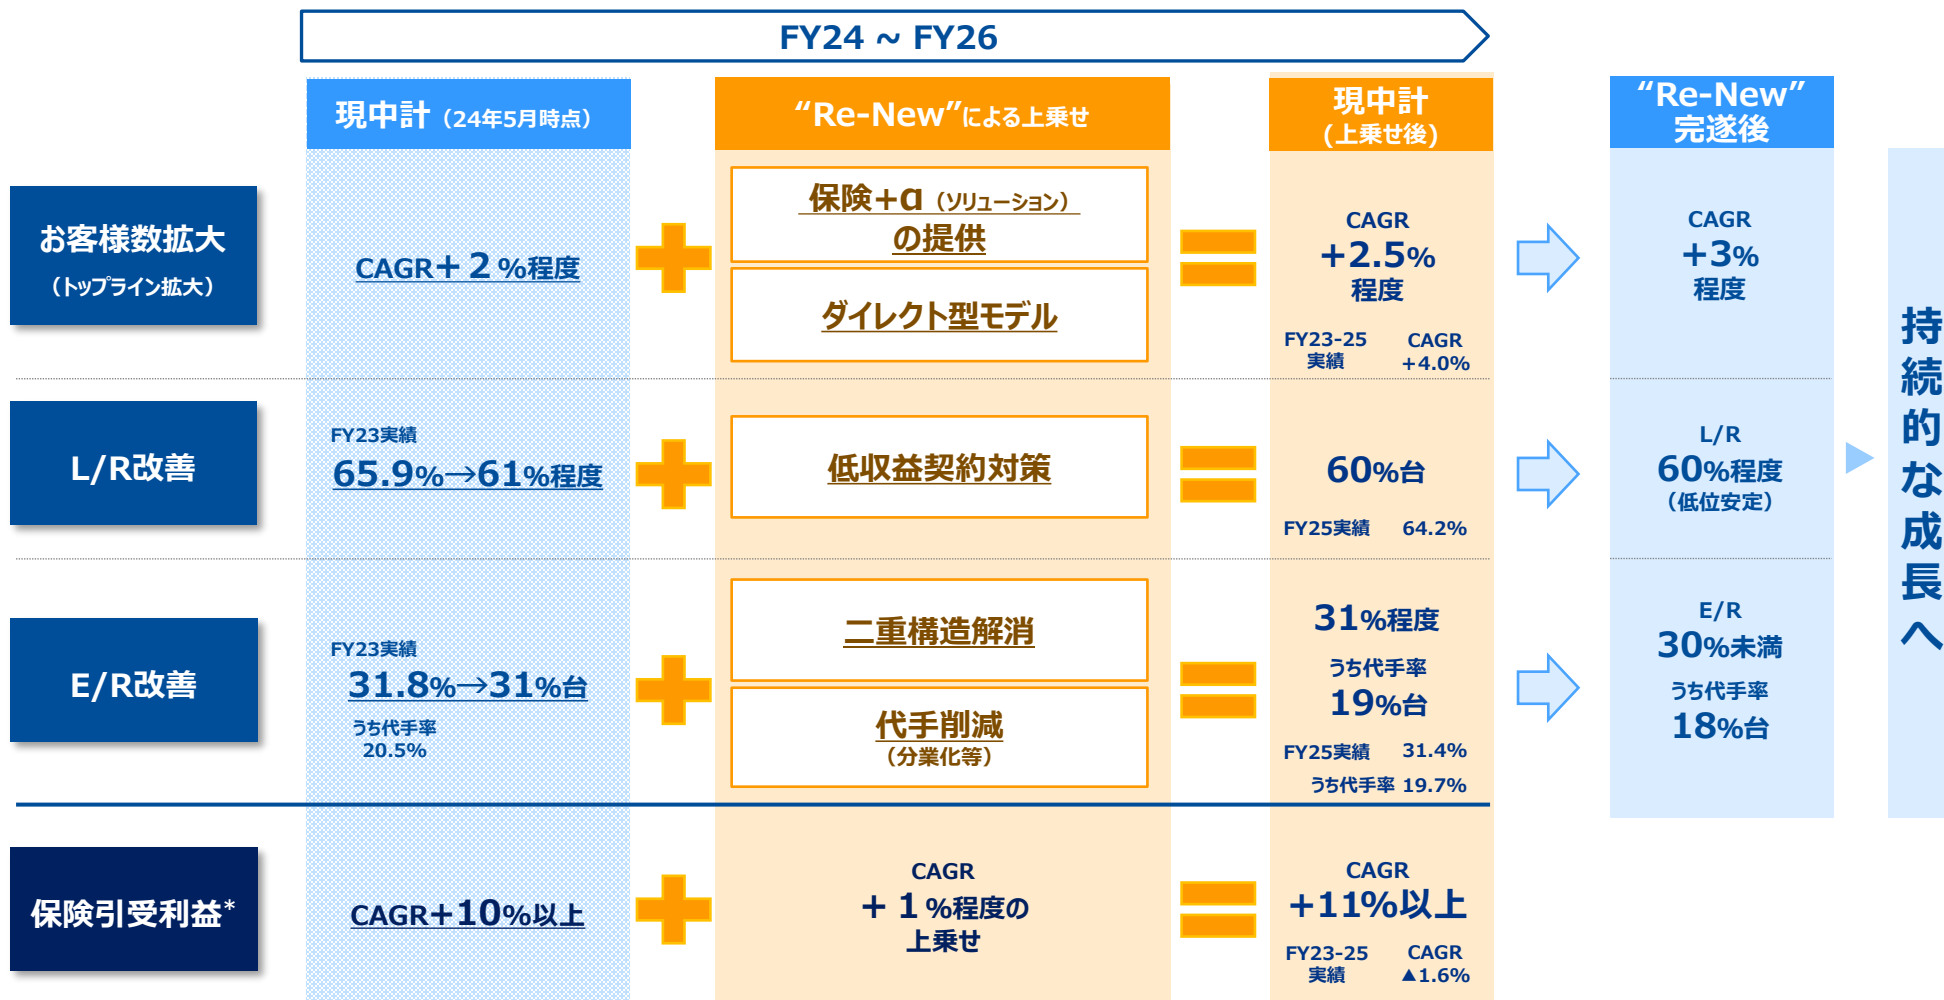 FY24 ~ FY26
現中計（24年5月時点）
“Re-New”による上乗せ
現中計
(上乗せ後)
“Re-New”
完遂後
お客様数拡大
（トップライン拡大）
CAGR+２%程度
保険+α（ソリューション）
の提供
ダイレクト型モデル
CAGR
+2.5%
程度
FY23-25
実績
CAGR
+4.0%
CAGR
+3%
程度
L/R改善
FY23実績
65.9%→61%程度
低収益契約対策
60%台
FY25実績 64.2%
L/R
60%程度
（低位安定）
E/R改善
FY23実績
31.8%→31%台
うち代手率
20.5%
二重構造解消
代手削減
（分業化等）
31%程度
うち代手率
19%台
FY25実績 31.4%
うち代手率 19.7%
E/R
30%未満
うち代手率
18%台
持続的な成長へ
保険引受利益*
CAGR+10%以上
CAGR
+１%程度の
上乗せ
CAGR
+11%以上
FY23-25
実績
CAGR
▲1.6%